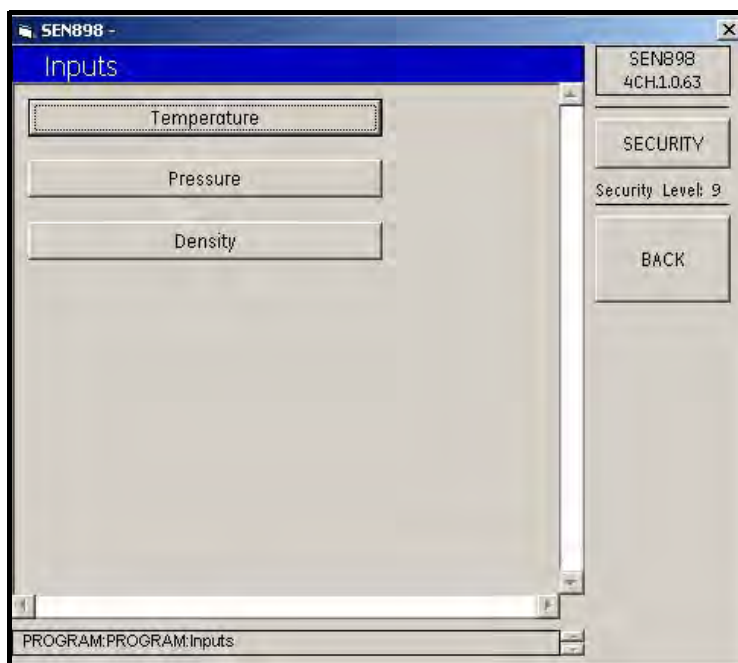 SEN898 -
Inputs
Temperature
Pressure
Density
SEN898
4CH.1.0.63
SECURITY
Security Level: 9
BACK
PROGRAM:PROGRAM:Inputs